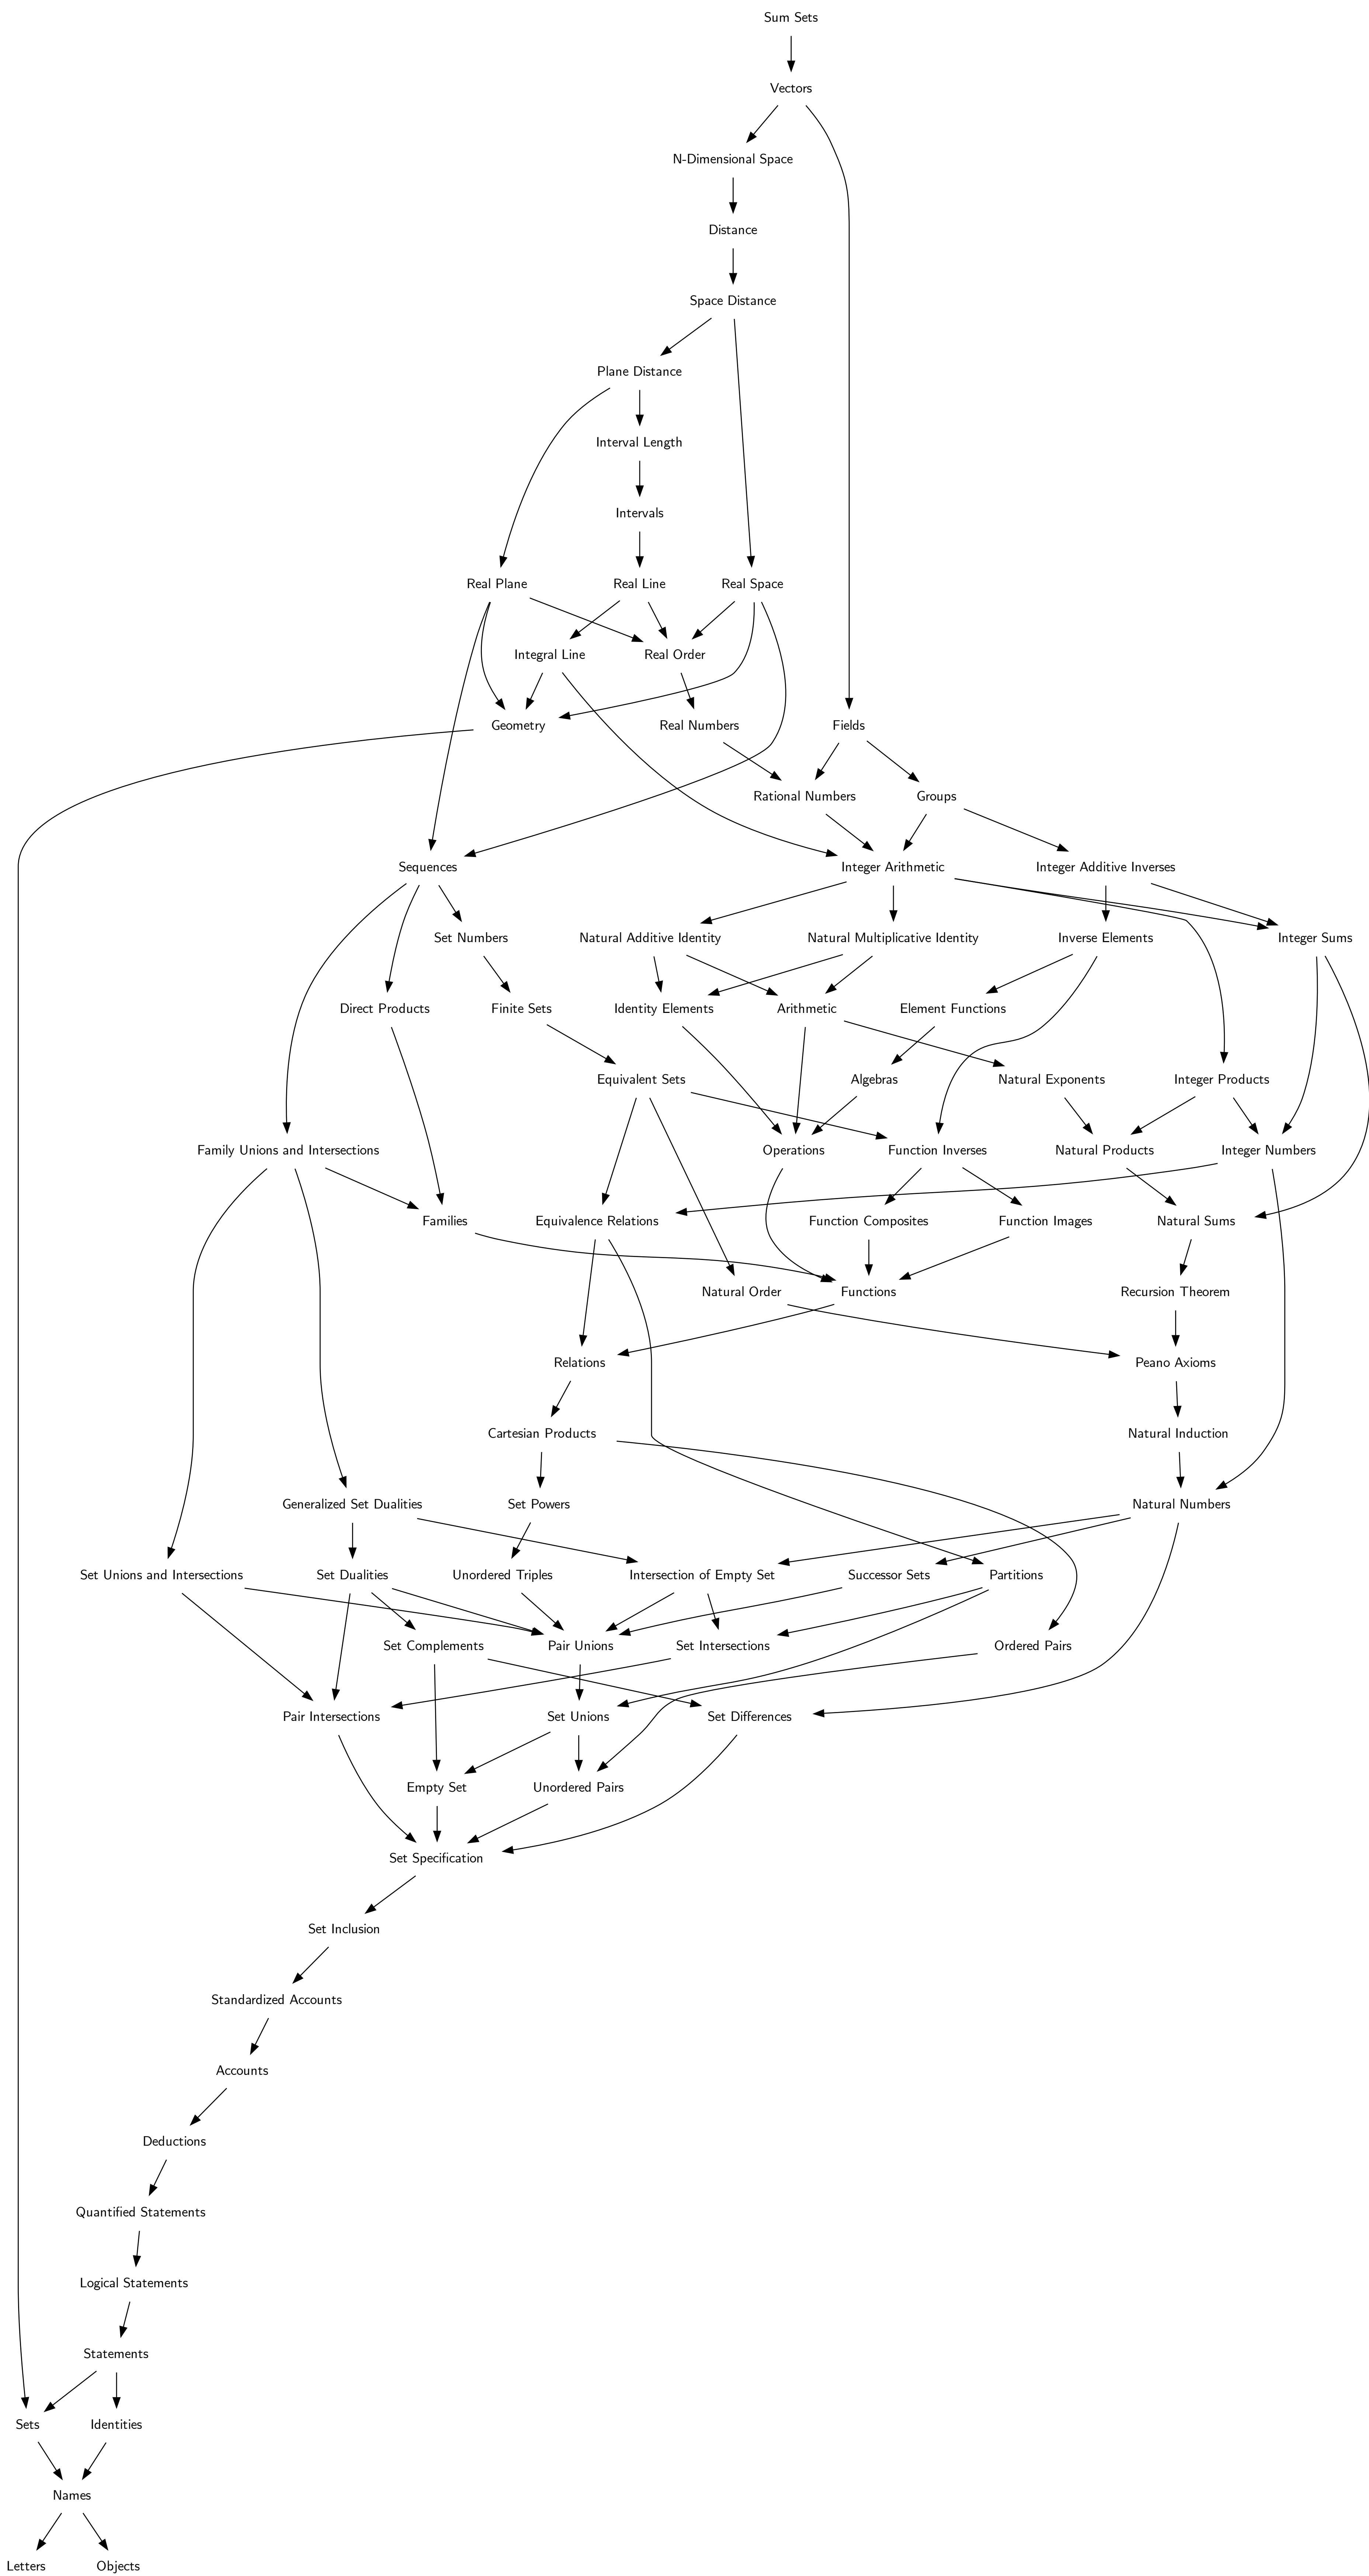 Sum Sets
Vectors
N-Dimensional Space
Distance
Space Distance
Plane Distance
Interval Length
Intervals
Real Plane
Real Line
Real Space
Integral Line
Real Order
Geometry
Real Numbers
Fields
Rational Numbers
Groups
Sequences
Integer Arithmetic
Integer Additive Inverses
Set Numbers
Natural Additive Identity
Natural Multiplicative Identity
Inverse Elements
Integer Sums
Direct Products
Finite Sets
Identity Elements
Arithmetic
Element Functions
Equivalent Sets
Algebras
Natural Exponents
Integer Products
Family Unions and Intersections
Operations
Function Inverses
Natural Products
Integer Numbers
Families
Equivalence Relations
Function Composites
Function Images
Natural Sums
Natural Order
Functions
Recursion Theorem
Relations
Peano Axioms
Cartesian Products
Natural Induction
Generalized Set Dualities
Set Powers
Natural Numbers
Set Unions and Intersections
Set Dualities
Unordered Triples
Intersection of Empty Set
Successor Sets
Partitions
Set Complements
Pair Unions
Set Intersections
Ordered Pairs
Pair Intersections
Set Unions
Set Differences
Empty Set
Unordered Pairs
Set Specification
Set Inclusion
Standardized Accounts
Accounts
Deductions
Quantified Statements
Logical Statements
Statements
Sets
Identities
Names
Letters
Objects